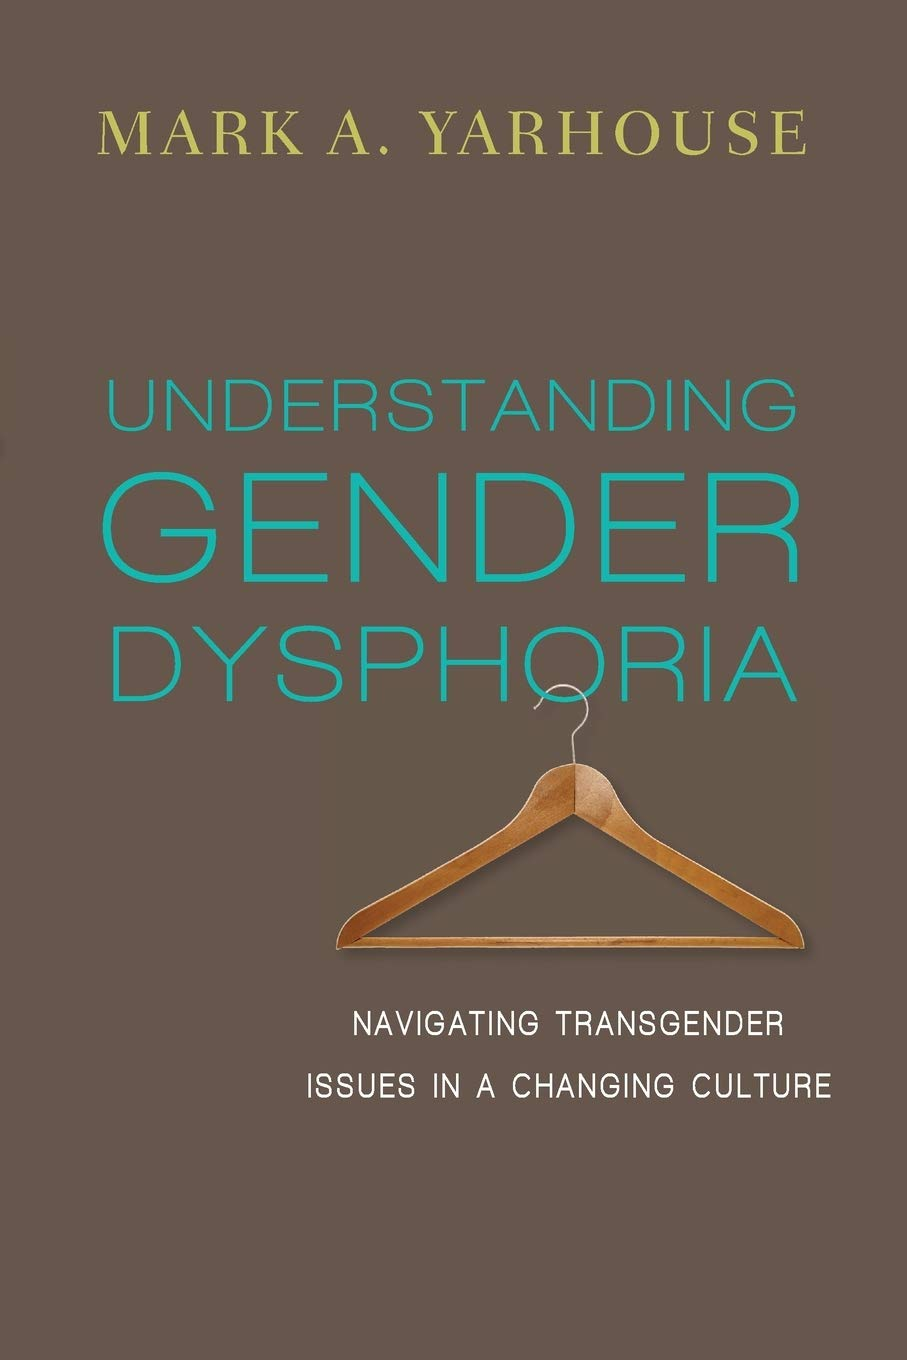 MARK A. YARHOUSE
UNDERSTANDING
GENDER
DYSPHORIA
NAVIGATING TRANSGENDER
ISSUES IN A CHANGING CULTURE